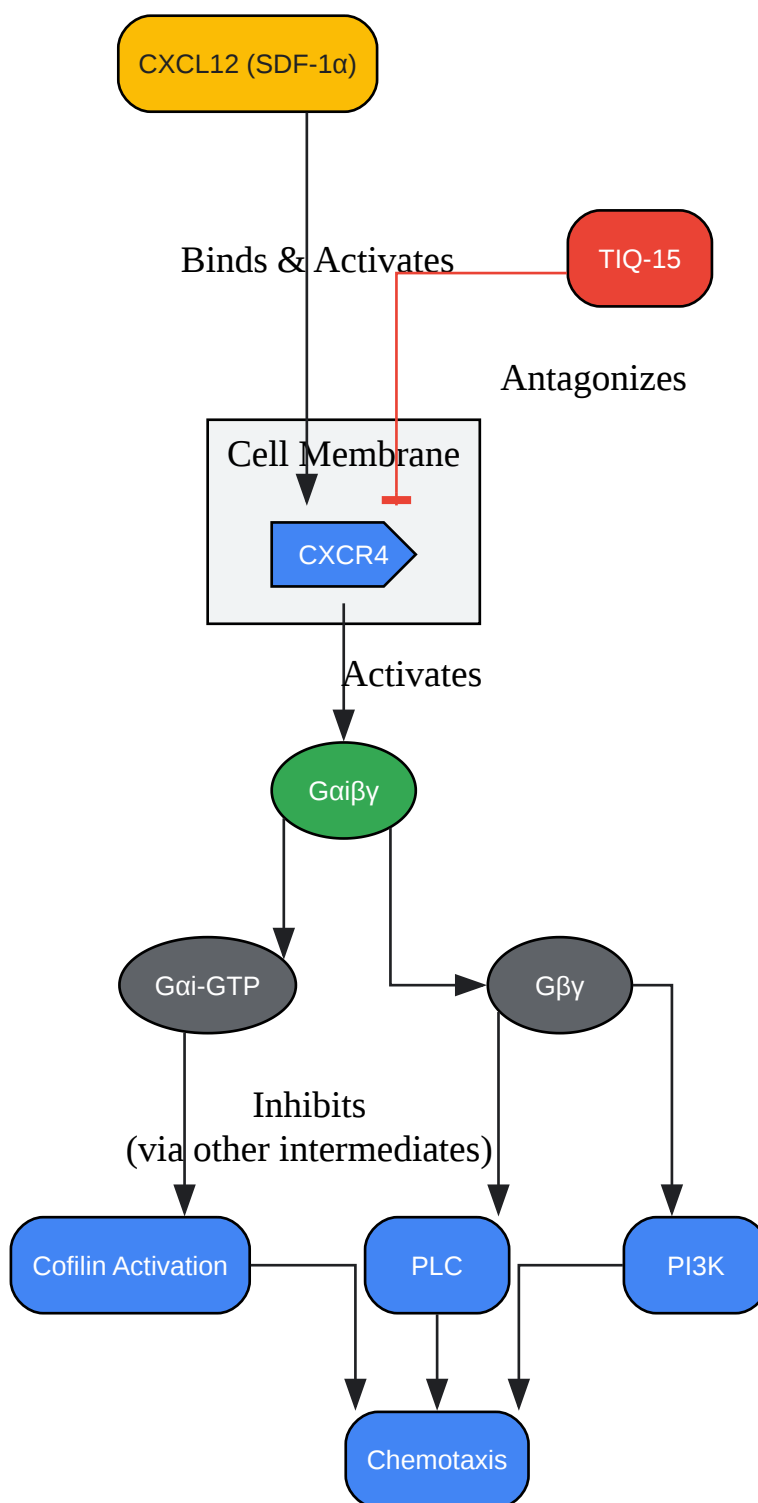 CXCL12 (SDF-1α)
Binds & Activates
TIQ-15
Antagonizes
Cell Membrane
CXCR4
Activates
Gαiβγ
Gαi-GTP
Gβγ
Inhibits
(via other intermediates)
Cofilin Activation
PLC
PI3K
Chemotaxis